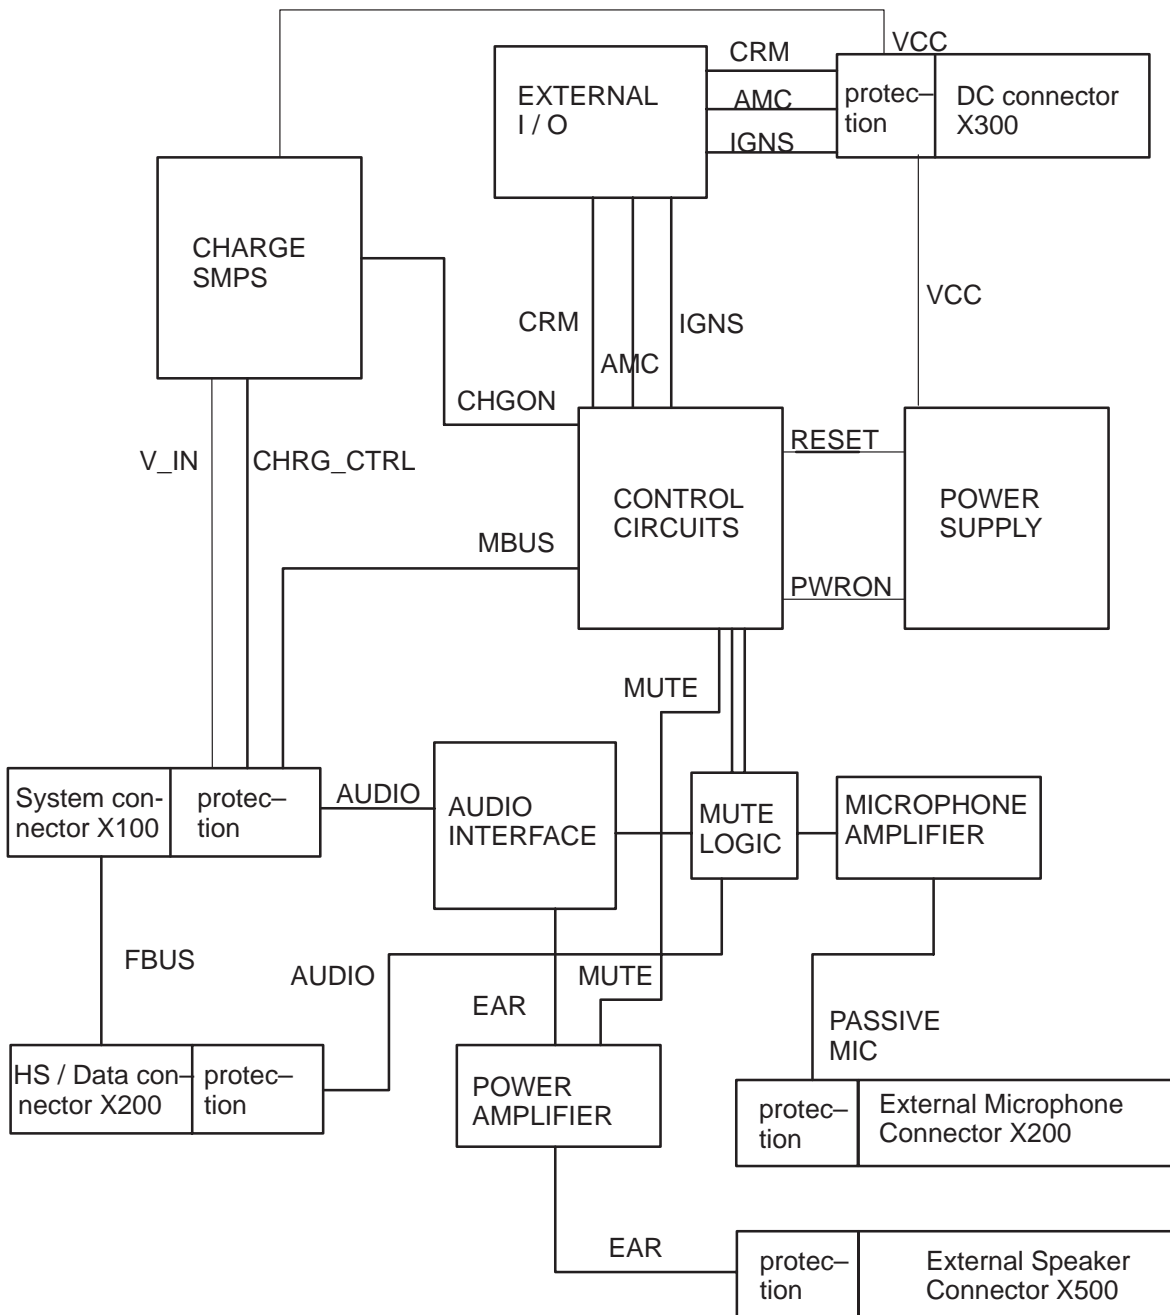 VCC
CRM
EXTERNAL
I / O
AMC
IGNS
protec–
tion
DC connector
X300
CHARGE
SMPS
CRM
AMC
IGNS
VCC
CHGON
V_IN
CHRG_CTRL
RESET
CONTROL
CIRCUITS
POWER
SUPPLY
MBUS
PWRON
MUTE
System con-
nector X100
protec–
tion
AUDIO
AUDIO
INTERFACE
MUTE
LOGIC
MICROPHONE
AMPLIFIER
FBUS
AUDIO
EAR
MUTE
PASSIVE
MIC
HS / Data con–
nector X200
protec–
tion
POWER
AMPLIFIER
protec–
tion
External Microphone
Connector X200
EAR
protec–
tion
External Speaker
Connector X500